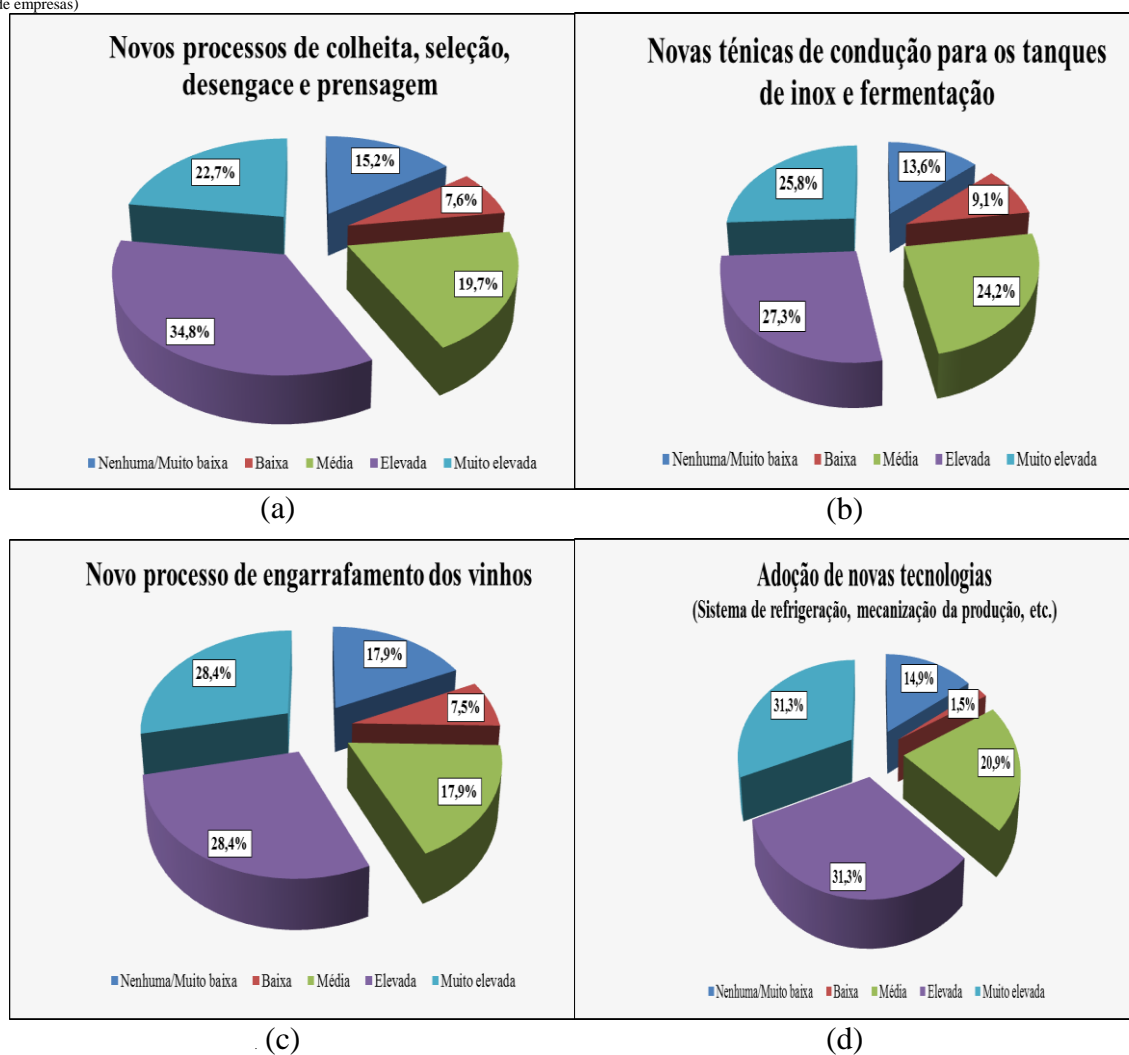 de empresas)
Novos processos de colheita, seleção,
desengace e prensagem
15,2%
7,6%
19,7%
34,8%
22,7%
Nenhuma/Muito baixa Baixa Média Elevada Muito elevada
(a)
Novas ténicas de condução para os tanques
de inox e fermentação
13,6%
9,1%
24,2%
27,3%
25,8%
Nenhuma/Muito baixa Baixa Média Elevada Muito elevada
(b)
Novo processo de engarrafamento dos vinhos
17,9%
7,5%
17,9%
28,4%
28,4%
Nenhuma/Muito baixa Baixa Média Elevada Muito elevada
. (c)
Adoção de novas tecnologias
(Sistema de refrigeração, mecanização da produção, etc.)
14,9%
1,5%
20,9%
31,3%
31,3%
Nenhuma/Muito baixa Baixa Média Elevada Muito elevada
(d)